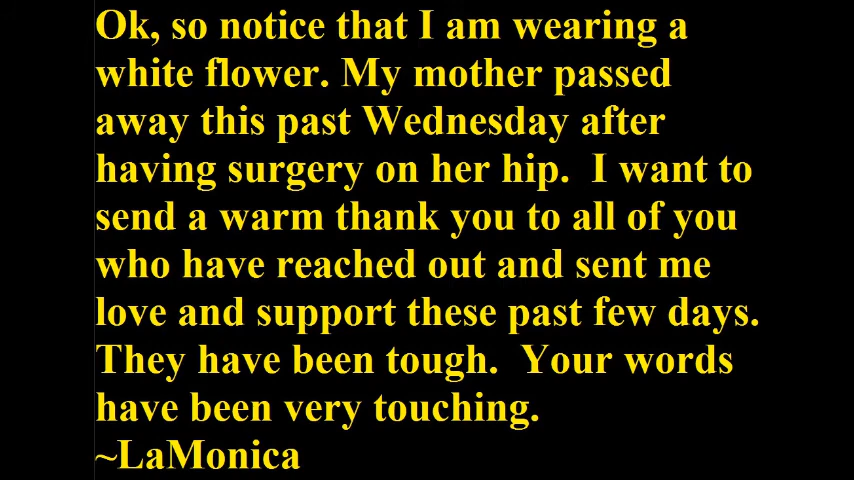 Ok, so notice that I am wearing a
white flower. My mother passed
away this past Wednesday after
having surgery on her hip.  I want to
send a warm thank you to all of you
who have reached out and sent me
love and support these past few days.
They have been tough.  Your words
have been very touching.
~LaMonica